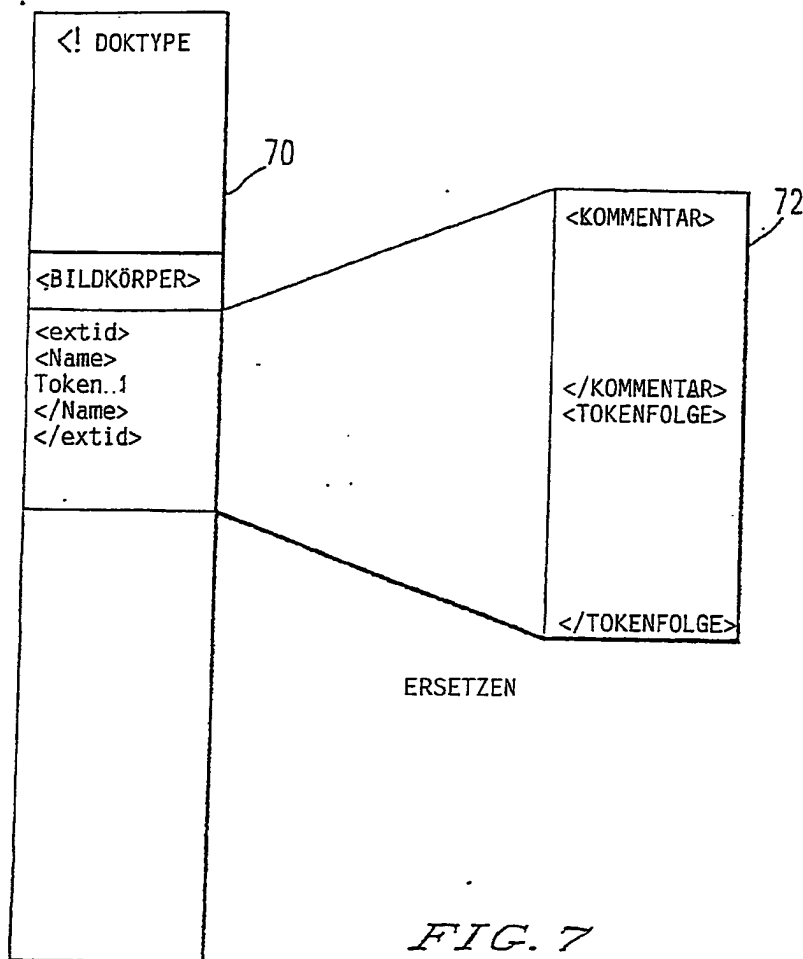 <! DOKTYPE
70
<BILDKÖRPER>
<extid>
<Name>
Token..1
</Name>
</extid>
72
<KOMMENTAR>
</KOMMENTAR>
<TOKENFOLGE>
</TOKENFOLGE>
ERSETZEN
FIG. 7